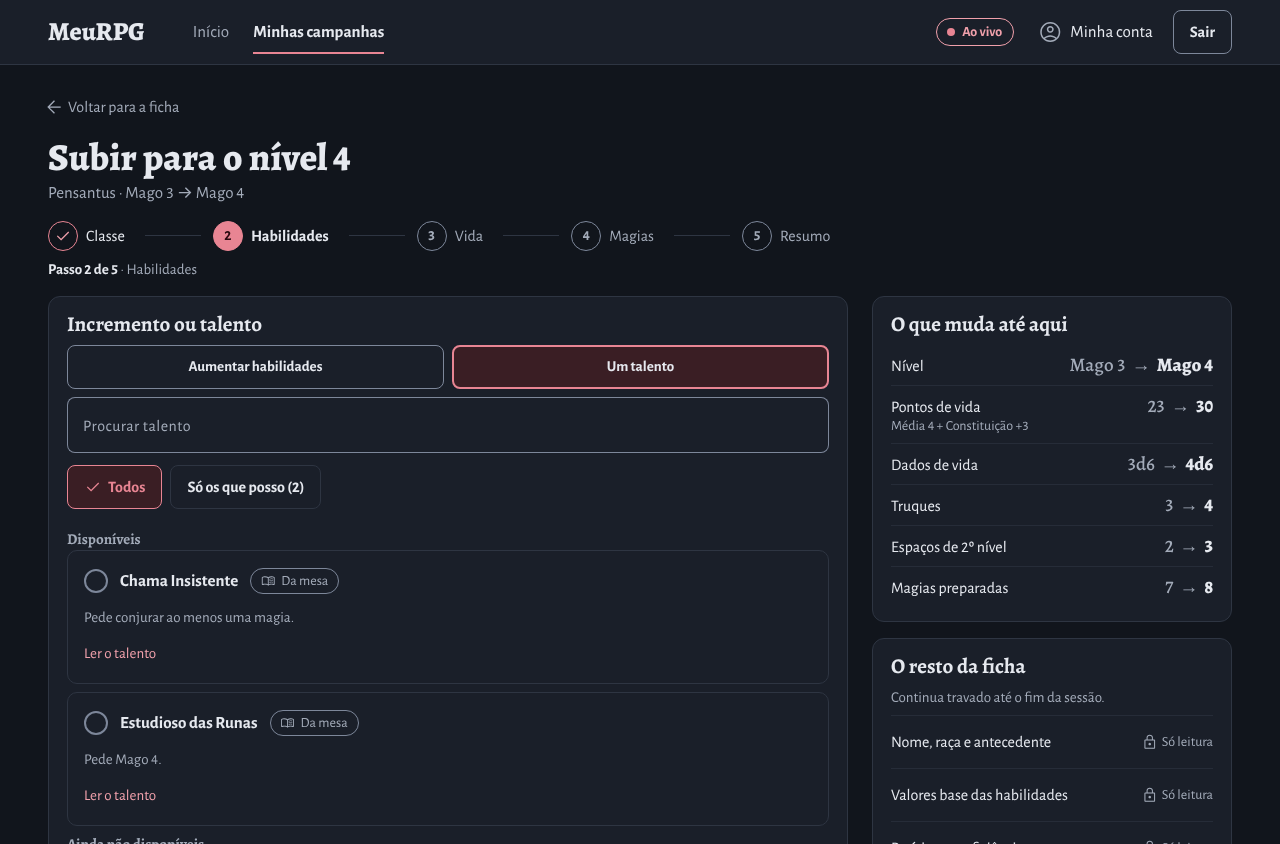 MeuRPG
Início
Minhas campanhas
Ao vivo
Minha conta
Sair
Voltar para a ficha
Subir para o nível 4
Pensantus · Mago 3 → Mago 4
Classe
2 Habilidades
3 Vida
4 Magias
5 Resumo
Passo 2 de 5 · Habilidades
Incremento ou talento
Aumentar habilidades
Um talento
Procurar talento
Todos
Só os que posso (2)
Disponíveis
Chama Insistente
Da mesa
Pede conjurar ao menos uma magia.
Ler o talento
Estudioso das Runas
Da mesa
Pede Mago 4.
Ler o talento
Ainda não disponíveis
O que muda até aqui
Nível Mago 3 → Mago 4
Pontos de vida 23 → 30
Média 4 + Constituição +3
Dados de vida 3d6 → 4d6
Truques 3 → 4
Espaços de 2º nível 2 → 3
Magias preparadas 7 → 8
O resto da ficha
Continua travado até o fim da sessão.
Nome, raça e antecedente Só leitura
Valores base das habilidades Só leitura